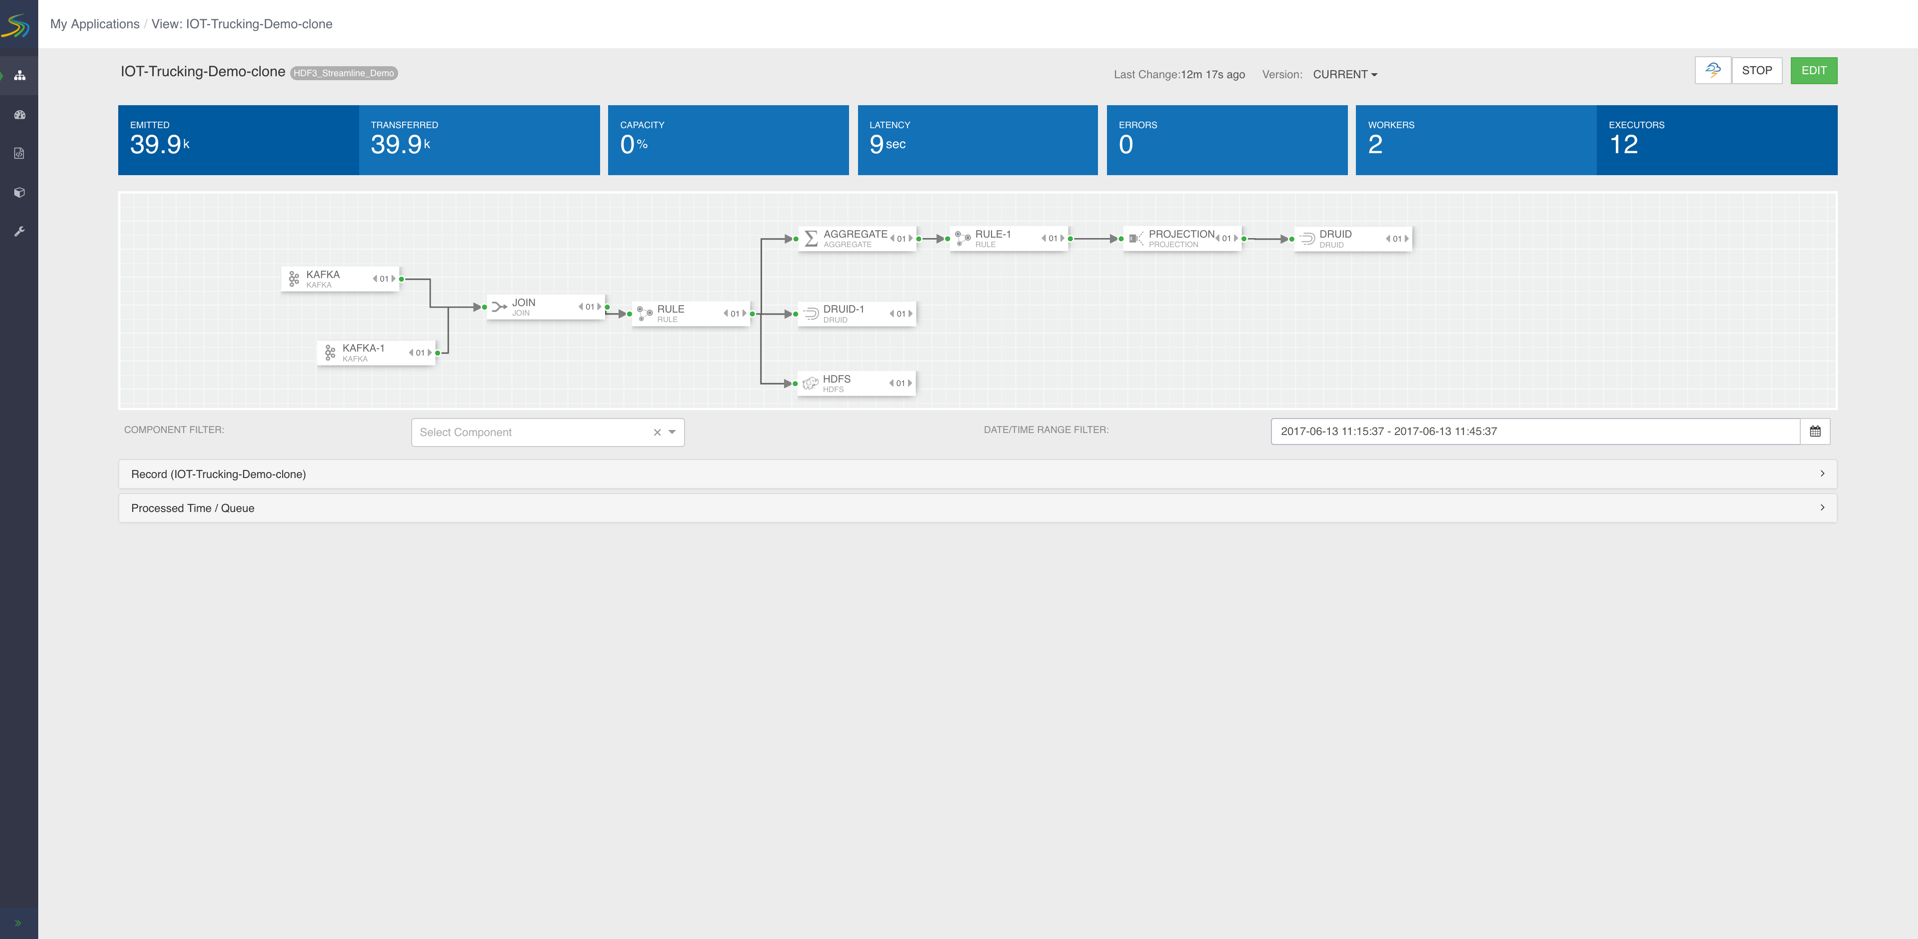 My Applications / View: IOT-Trucking-Demo-clone
IOT-Trucking-Demo-clone HDF3_Streamline_Demo
Last Change:12m 17s ago Version: CURRENT
STOP
EDIT
EMITTED
39.9 k
TRANSFERRED
39.9 k
CAPACITY
0 %
LATENCY
9 sec
ERRORS
0
WORKERS
2
EXECUTORS
12
AGGREGATE 01
AGGREGATE
RULE-1 01
RULE
PROJECTION 01
PROJECTION
DRUID 01
DRUID
KAFKA 01
KAFKA
JOIN 01
JOIN
RULE 01
RULE
DRUID-1 01
DRUID
KAFKA-1 01
KAFKA
HDFS 01
HDFS
COMPONENT FILTER:
Select Component
DATE/TIME RANGE FILTER:
2017-06-13 11:15:37 - 2017-06-13 11:45:37
Record (IOT-Trucking-Demo-clone)
Processed Time / Queue